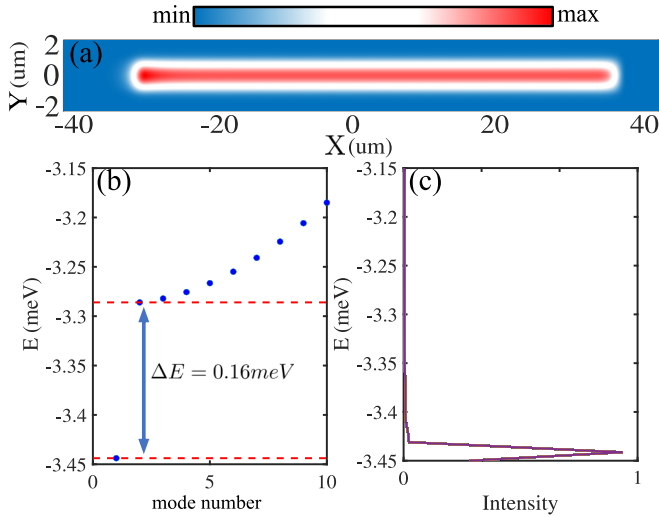 min max
(a)
Y(um)
2
0
-2
-40 -20 0 20 40
X(um)
(b)
E (meV)
-3.15
-3.2
-3.25
-3.3
-3.35
-3.4
-3.45
ΔE = 0.16meV
0 5 10
mode number
(c)
E (meV)
-3.15
-3.2
-3.25
-3.3
-3.35
-3.4
-3.45
0 1
Intensity